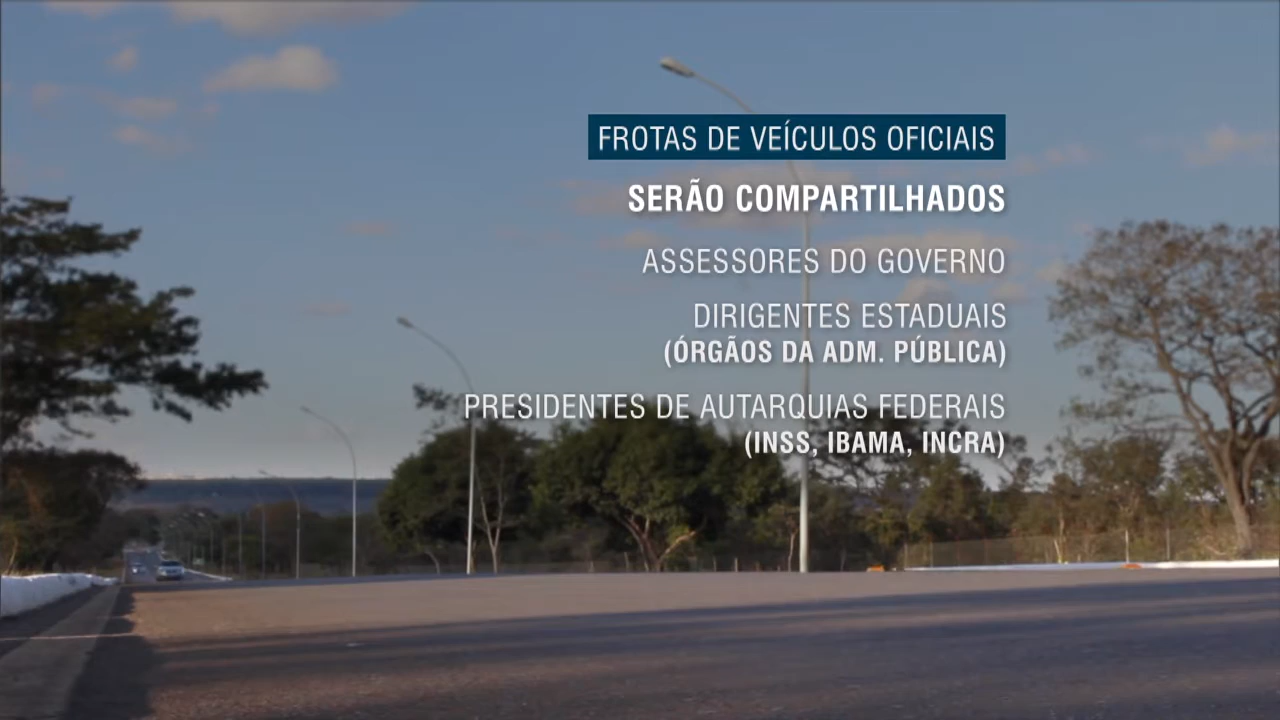 FROTAS DE VEÍCULOS OFICIAIS
SERÃO COMPARTILHADOS
ASSESSORES DO GOVERNO
DIRIGENTES ESTADUAIS
(ÓRGÃOS DA ADM. PÚBLICA)
PRESIDENTES DE AUTARQUIAS FEDERAIS
(INSS, IBAMA, INCRA)